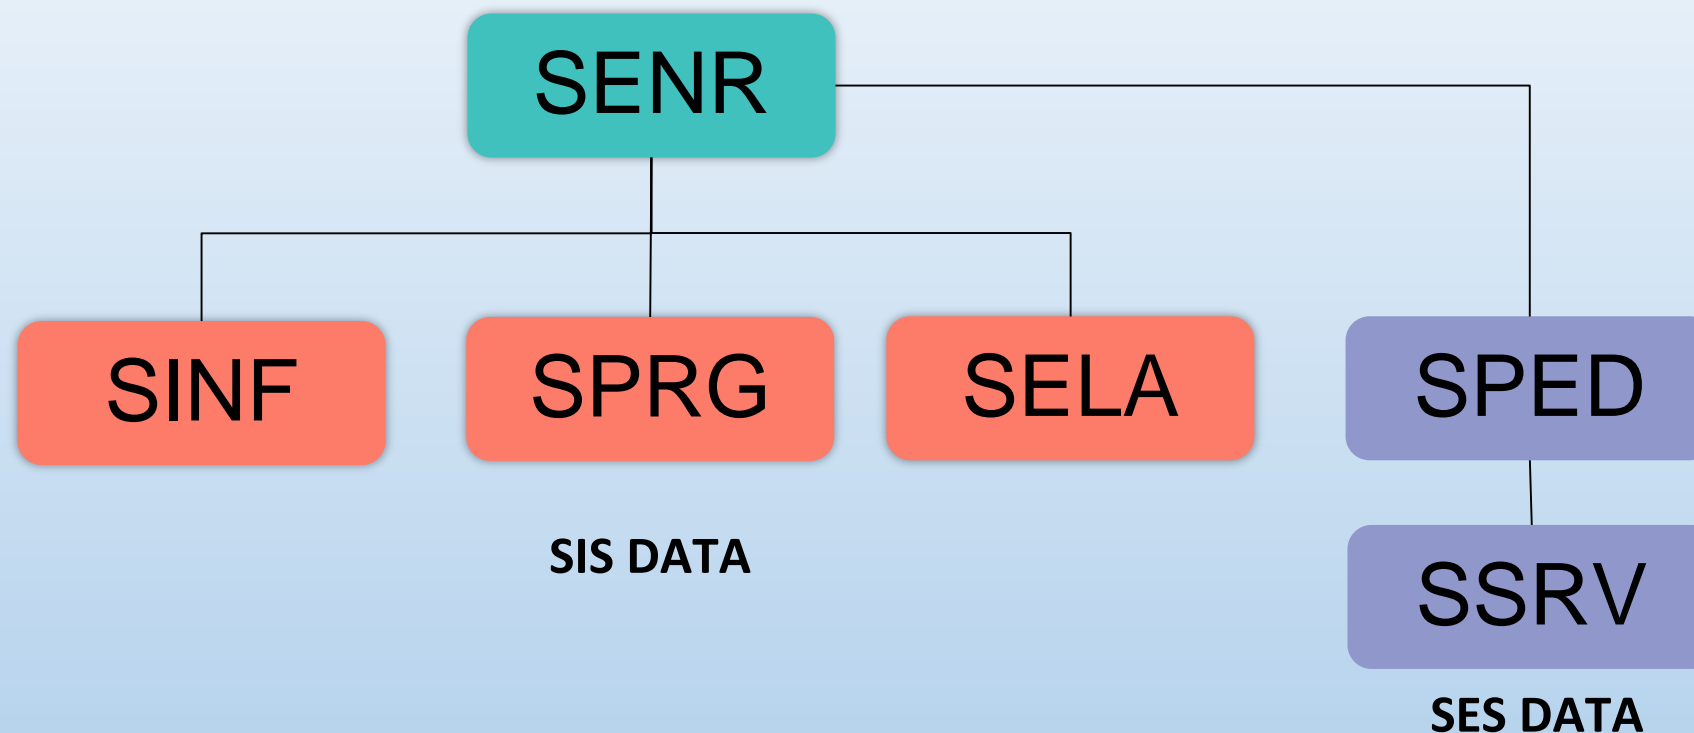 SENR
SINF
SPRG
SELA
SPED
SIS DATA
SSRV
SES DATA